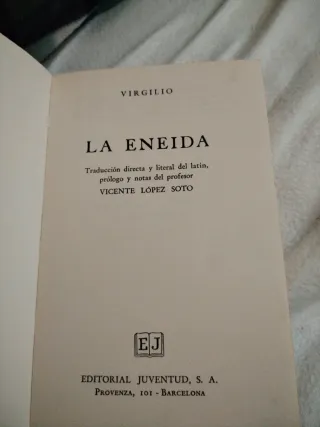 VIRGILIO
LA ENEIDA
Traducción directa y literal del latín,
prólogo y notas del profesor
VICENTE LÓPEZ SOTO
EJ
EDITORIAL JUVENTUD, S. A.
PROVENZA, 101 - BARCELONA